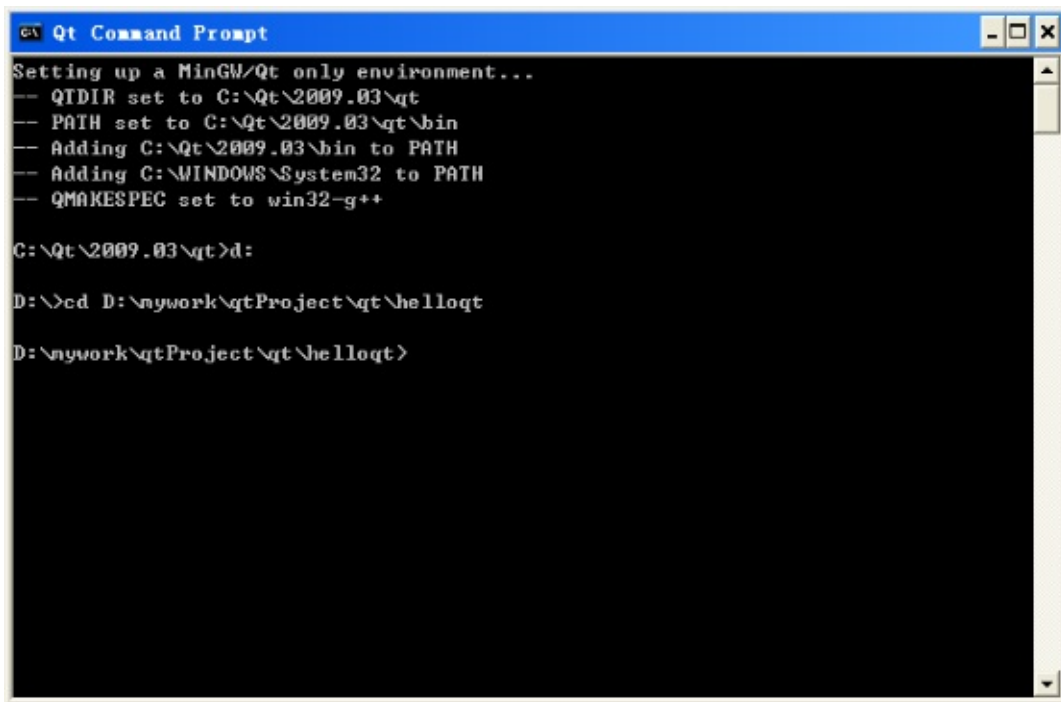 Qt Command Prompt
Setting up a MinGW/Qt only environment...
-- QTDIR set to C:\Qt\2009.03\qt
-- PATH set to C:\Qt\2009.03\qt\bin
-- Adding C:\Qt\2009.03\bin to PATH
-- Adding C:\WINDOWS\System32 to PATH
-- QMAKESPEC set to win32-g++
C:\Qt\2009.03\qt>d:
D:\>cd D:\mywork\qtProject\qt\helloqt
D:\mywork\qtProject\qt\helloqt>